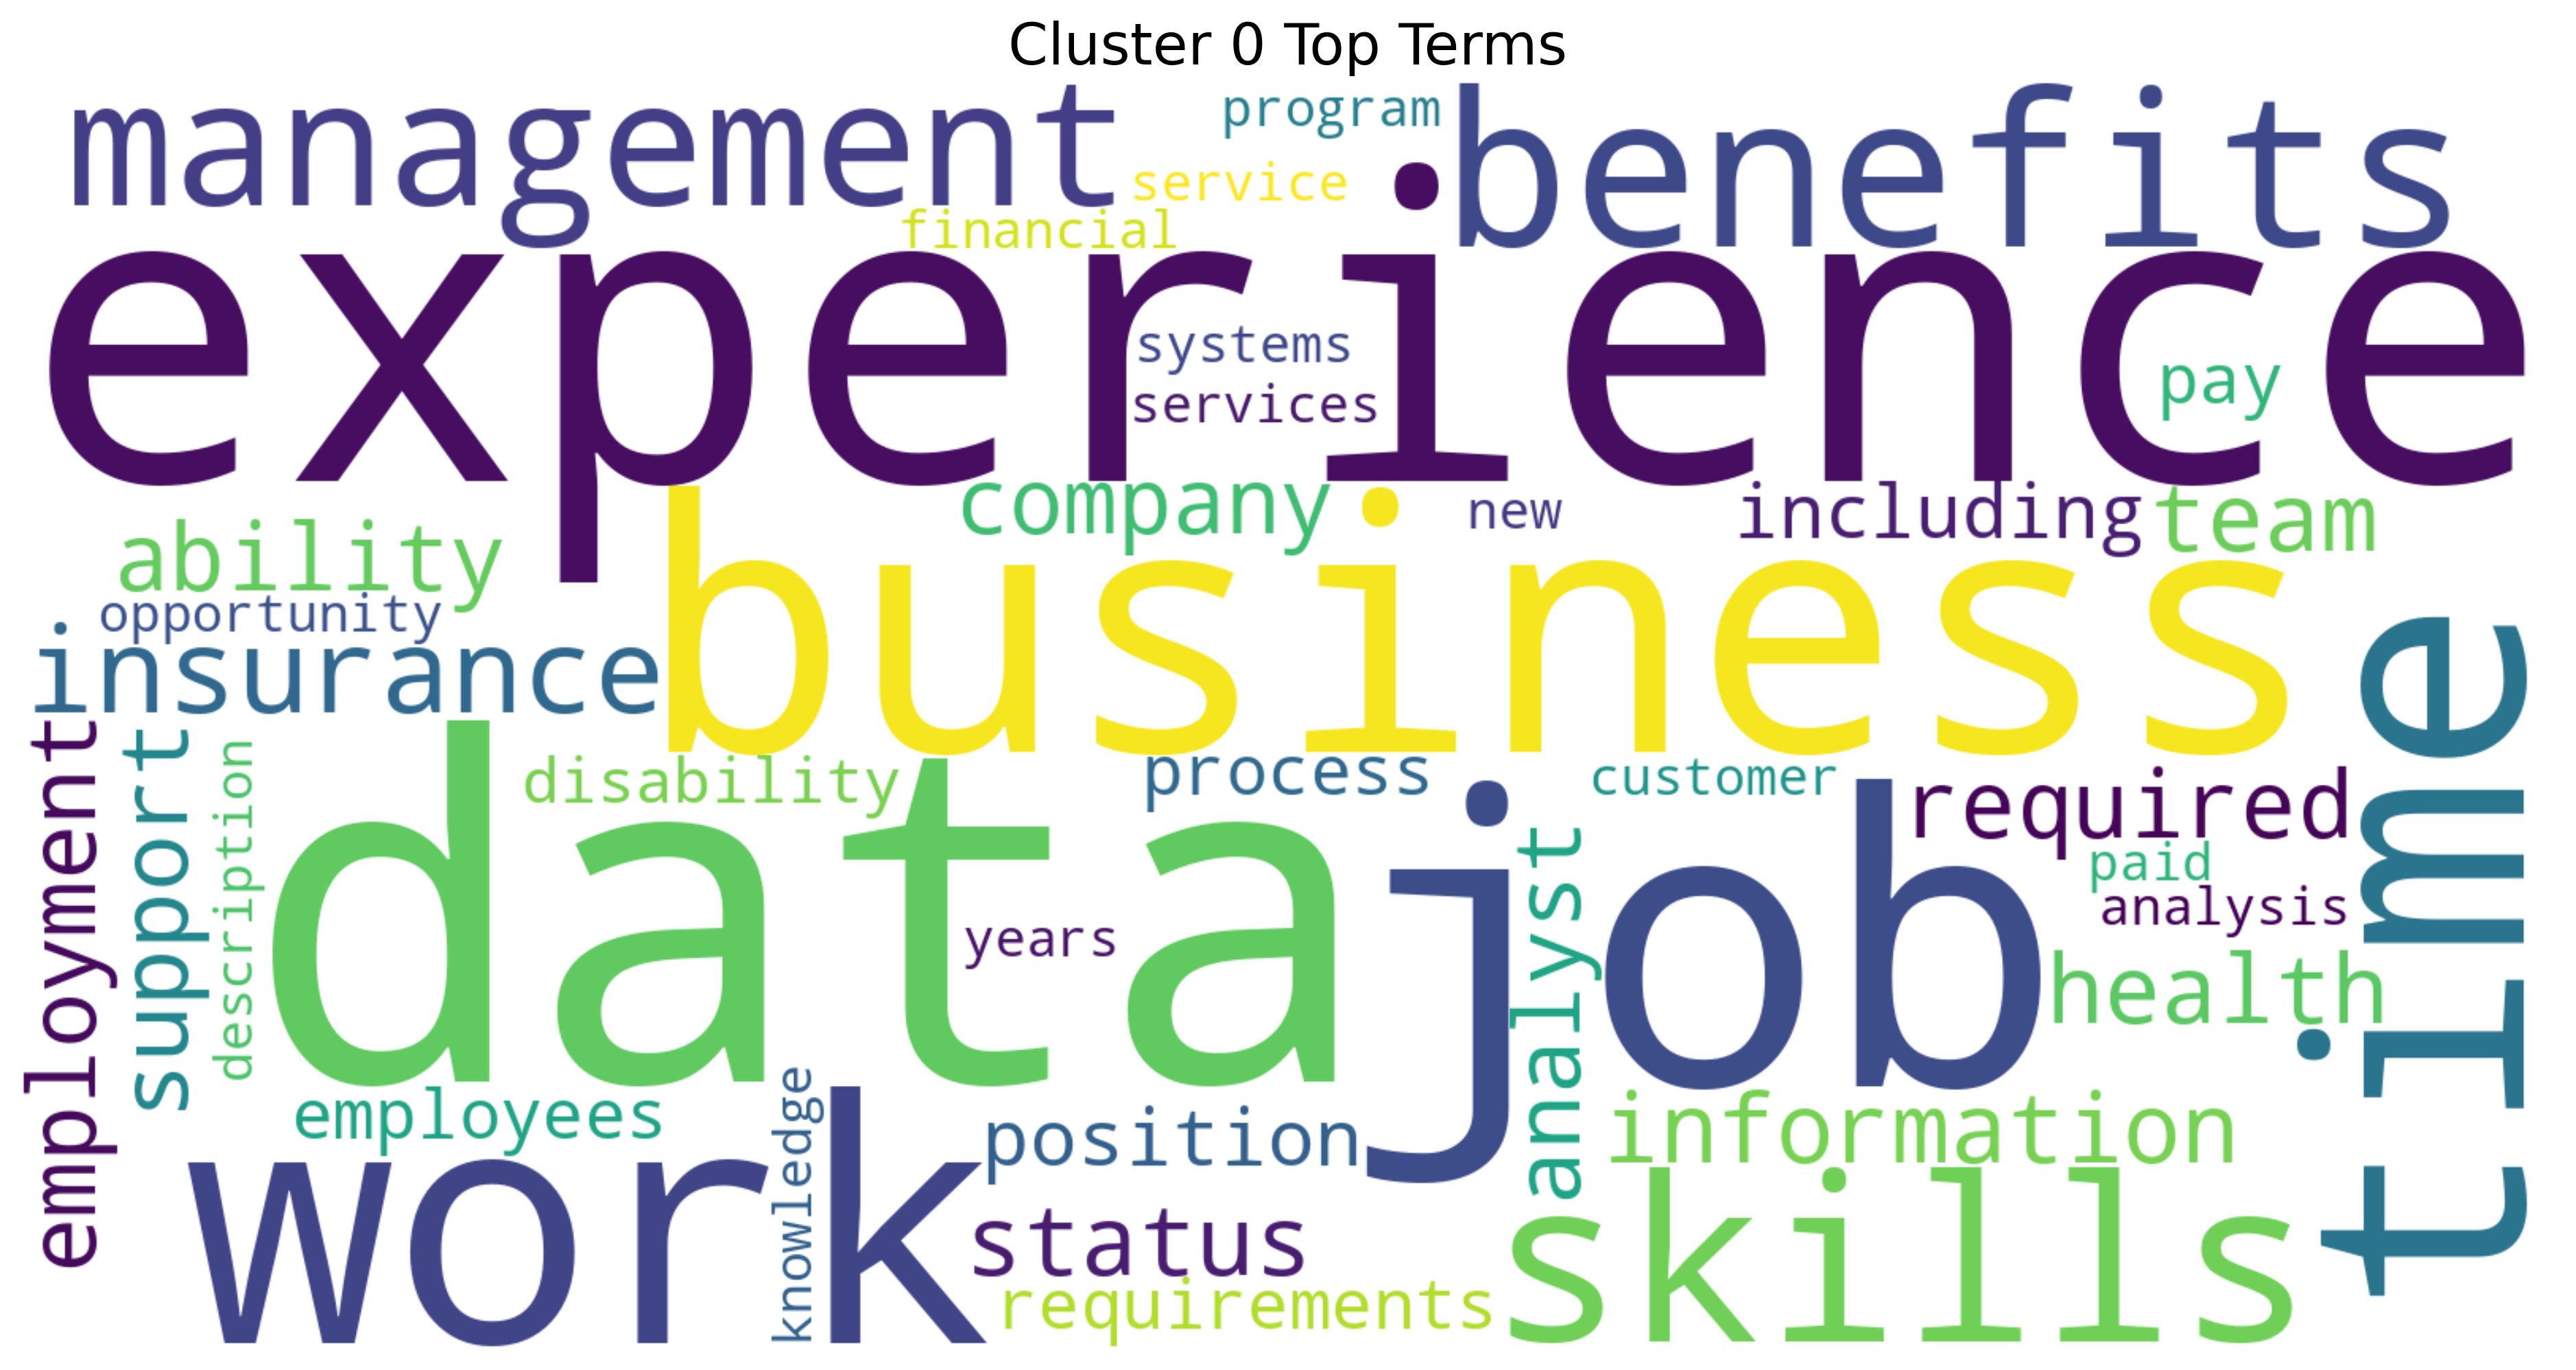 Cluster 0 Top Terms
management
program
benefits
service
financial
experience
systems
services
pay
company
new
including
team
ability
business
opportunity
insurance
time
employment
support
description
disability
process
customer
required
data
job
paid
analysis
years
analyst
health
employees
knowledge
position
information
work
status
skills
requirements